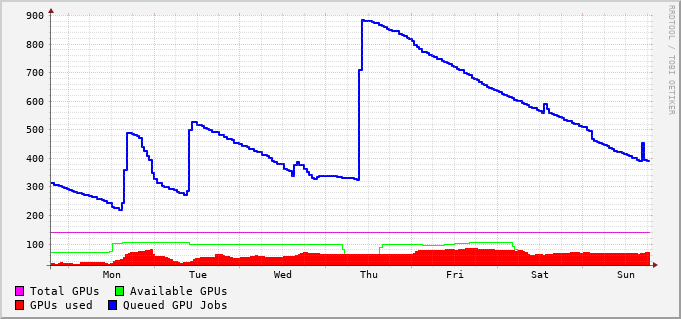 900
800
700
600
500
400
300
200
100
Mon Tue Wed Thu Fri Sat Sun
Total GPUs Available GPUs
GPUs used Queued GPU Jobs
RRDTOOL / TOBI OETIKER